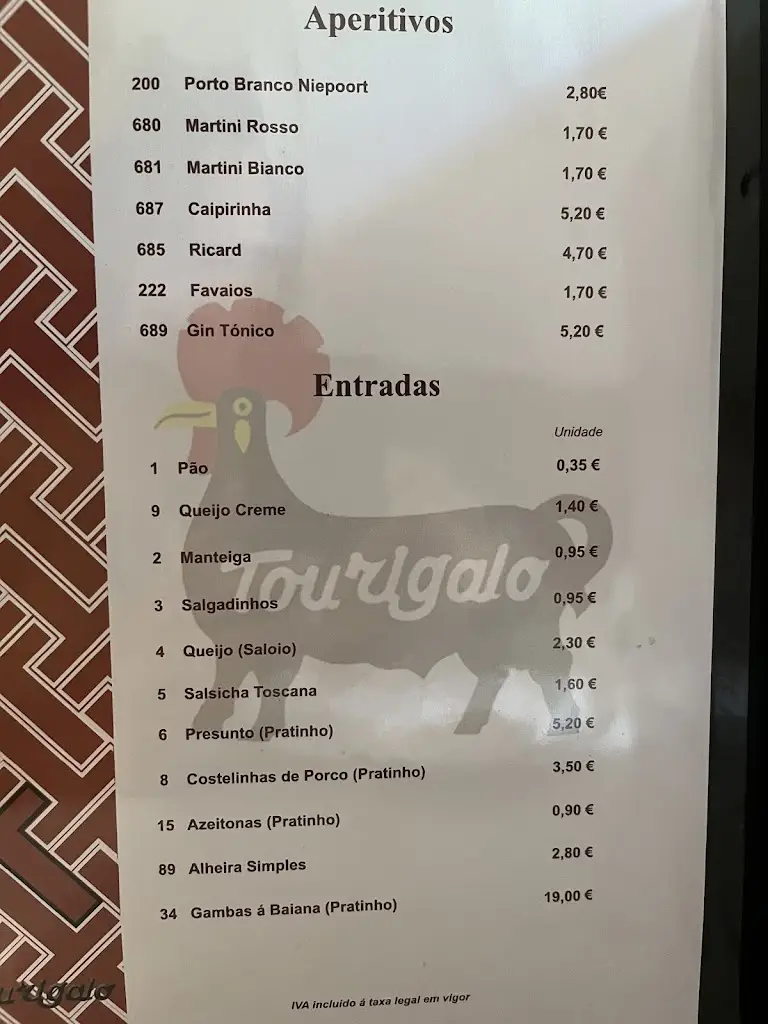 Aperitivos
200 Porto Branco Niepoort 2,80€
680 Martini Rosso 1,70 €
681 Martini Bianco 1,70 €
687 Caipirinha 5,20 €
685 Ricard 4,70 €
222 Favaios 1,70 €
689 Gin Tónico 5,20 €
Entradas
Unidade
1 Pão 0,35 €
9 Queijo Creme 1,40 €
2 Manteiga 0,95 €
Tourigalo
3 Salgadinhos 0,95 €
4 Queijo (Saloio) 2,30 €
5 Salsicha Toscana 1,60 €
6 Presunto (Pratinho) 5,20 €
8 Costelinhas de Porco (Pratinho) 3,50 €
15 Azeitonas (Pratinho) 0,90 €
89 Alheira Simples 2,80 €
34 Gambas á Baiana (Pratinho) 19,00 €
urigalo
IVA incluido á taxa legal em vigor